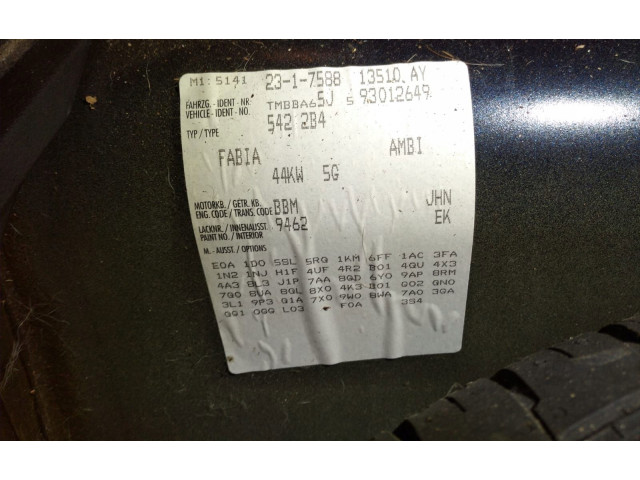 M1: 5141 23-1-7588 13510 AY
FAHRZG.-IDENT-NR. VEHICLE-IDENT-NO. TMBBA65J 5 93012649
TYP / TYPE 542 2B4
FABIA AMBI
44KW 5G
MOTORKB. / GETR. KB. ENG. CODE / TRANS. CODE BBM JHN
LACKNR. / INNENAUSST. PAINT NO. / INTERIOR 9462 EK
M.-AUSST. / OPTIONS
E0A 1D0 5SL 5RQ 1KM 6FF 1AC 3FA
1N2 1NJ H1F 4UF 4R2 B01 4QU 4X3
4A3 8L3 J1P 7AA 8GD 6Y0 9AP 8RM
7G0 8UA 8GL 8X0 4K3 B01 Q02 QN0
3L1 9P3 Q1A 7X0 9W0 8WA 7A0 3GA
QQ1 0GG L03 F0A 3S4